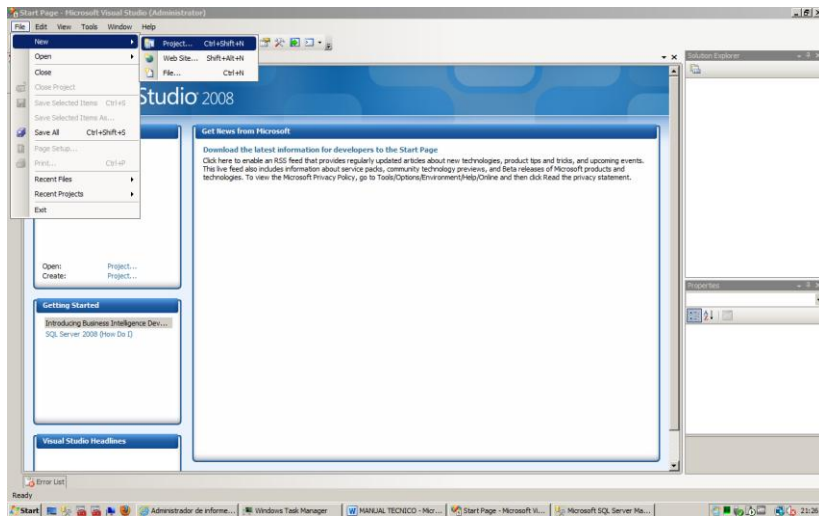 Start Page - Microsoft Visual Studio (Administrator)
File Edit View Tools Window Help
New
Project... Ctrl+Shift+N
Open
Web Site... Shift+Alt+N
Close
File... Ctrl+N
Close Project
Save Selected Items Ctrl+S
Save Selected Items As...
Save All Ctrl+Shift+S
Page Setup...
Print... Ctrl+P
Recent Files
Recent Projects
Exit
Studio 2008
Get News from Microsoft
Download the latest information for developers to the Start Page
Click here to enable an RSS feed that provides regularly updated articles about new technologies, product tips and tricks, and upcoming events.
This live feed also includes information about service packs, community technology previews, and Beta releases of Microsoft products and
technologies. To view the Microsoft Privacy Policy, go to Tools/Options/Environment/Help/Online and then click Read the privacy statement.
Open: Project...
Create: Project...
Getting Started
Introducing Business Intelligence Dev...
SQL Server 2008 (How Do I)
Visual Studio Headlines
Solution Explorer
Properties
Error List
Ready
Start
Administrador de informe...
Windows Task Manager
MANUAL TECNICO - Micr...
Start Page - Microsoft Vi...
Microsoft SQL Server Ma...
21:26